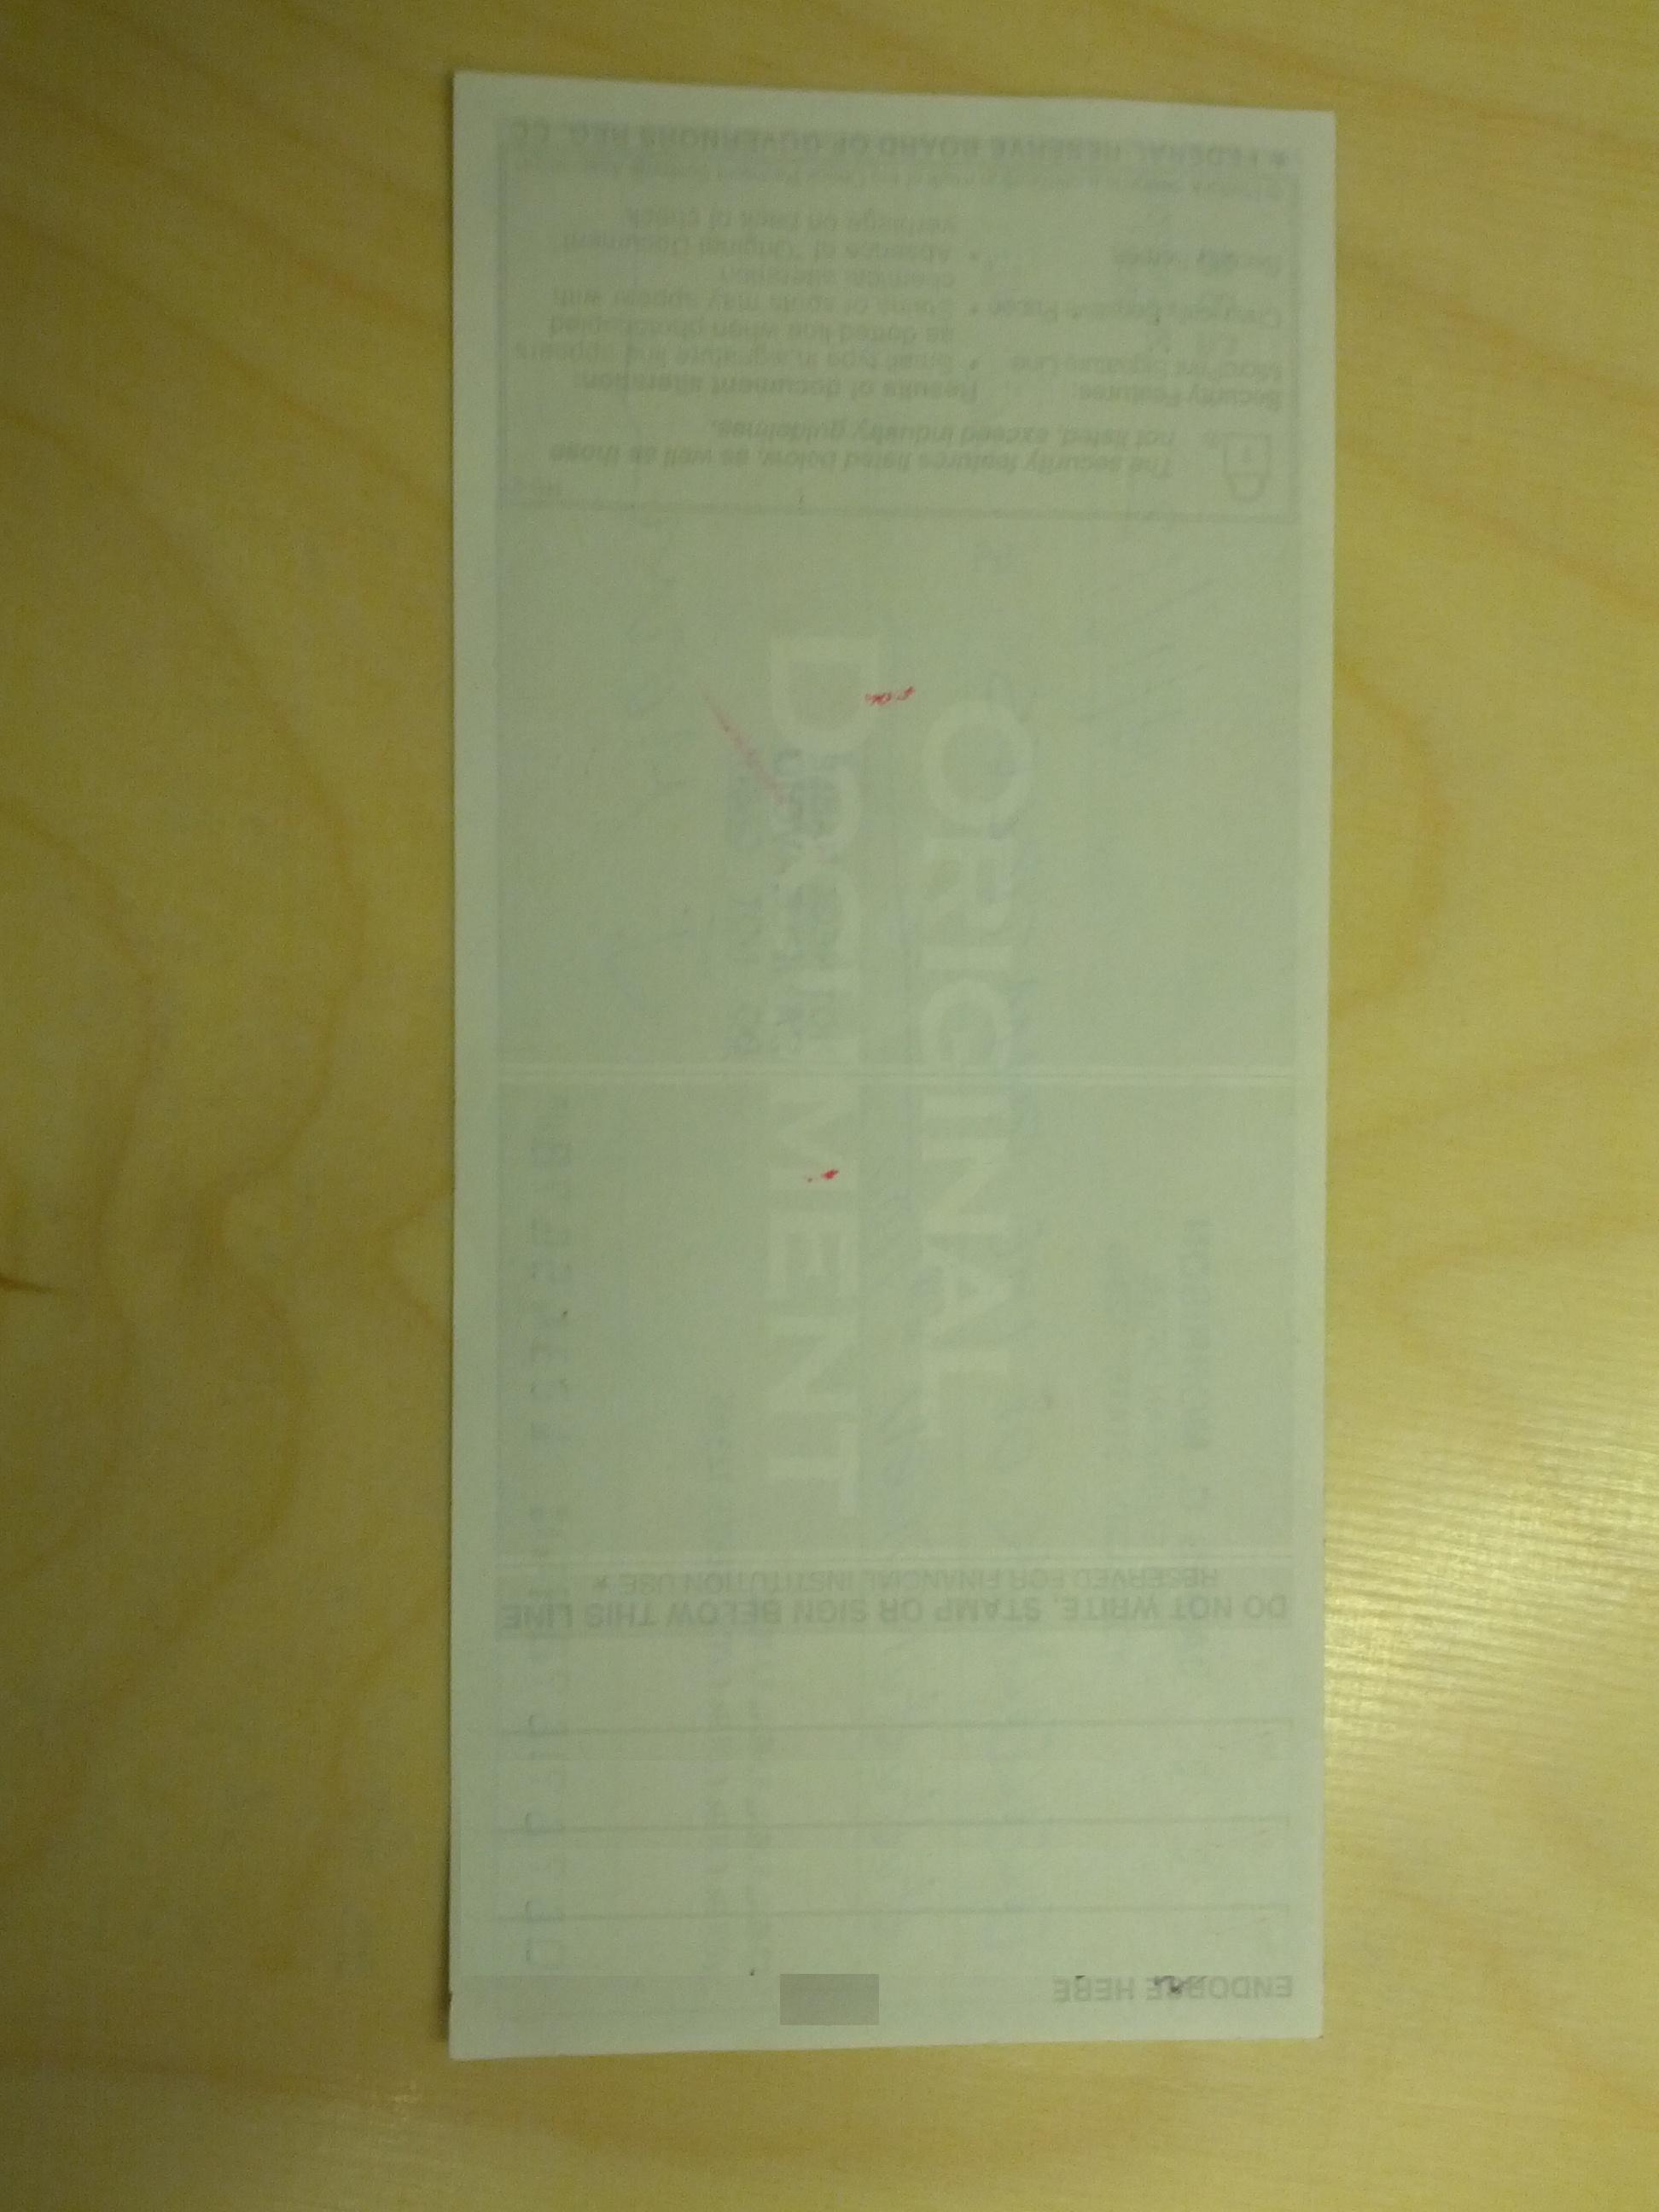 ENDORSE HERE
DO NOT WRITE, STAMP OR SIGN BELOW THIS LINE
RESERVED FOR FINANCIAL INSTITUTION USE *
ORIGINAL
DOCUMENT
The security features listed below, as well as those
not listed, exceed industry guidelines.
Security Features:
Results of document alteration:
MicroPrint Signature Line
• Small type in signature line appears
as dotted line when photocopied
Chemically Sensitive Paper
• Stains or spots may appear with
chemical alteration
Security Screen
• Absence of "Original Document"
verbiage on back of check
* FEDERAL RESERVE BOARD OF GOVERNORS REG. CC